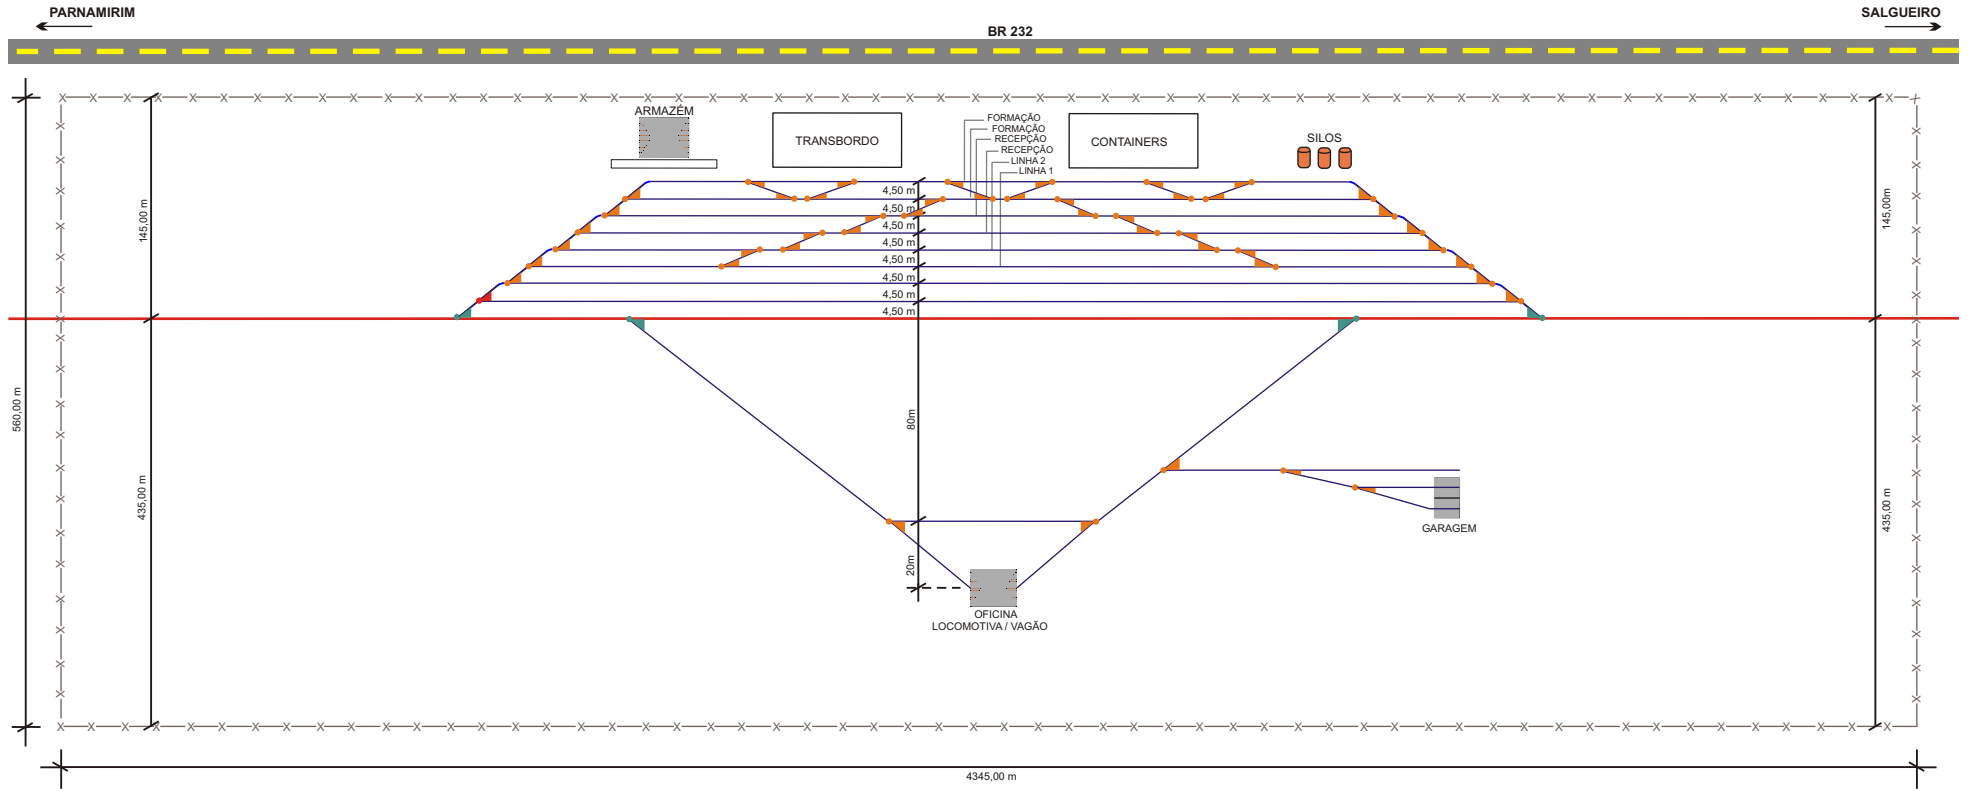 PARNAMIRIM
SALGUEIRO
BR 232
ARMAZÉM
TRANSBORDO
FORMAÇÃO
FORMAÇÃO
RECEPÇÃO
RECEPÇÃO
LINHA 2
LINHA 1
CONTAINERS
SILOS
4,50 m
4,50 m
4,50 m
4,50 m
4,50 m
4,50 m
4,50 m
4,50 m
145,00 m
145,00m
560,00 m
435,00 m
435,00 m
80m
20m
GARAGEM
OFICINA
LOCOMOTIVA / VAGÃO
4345,00 m